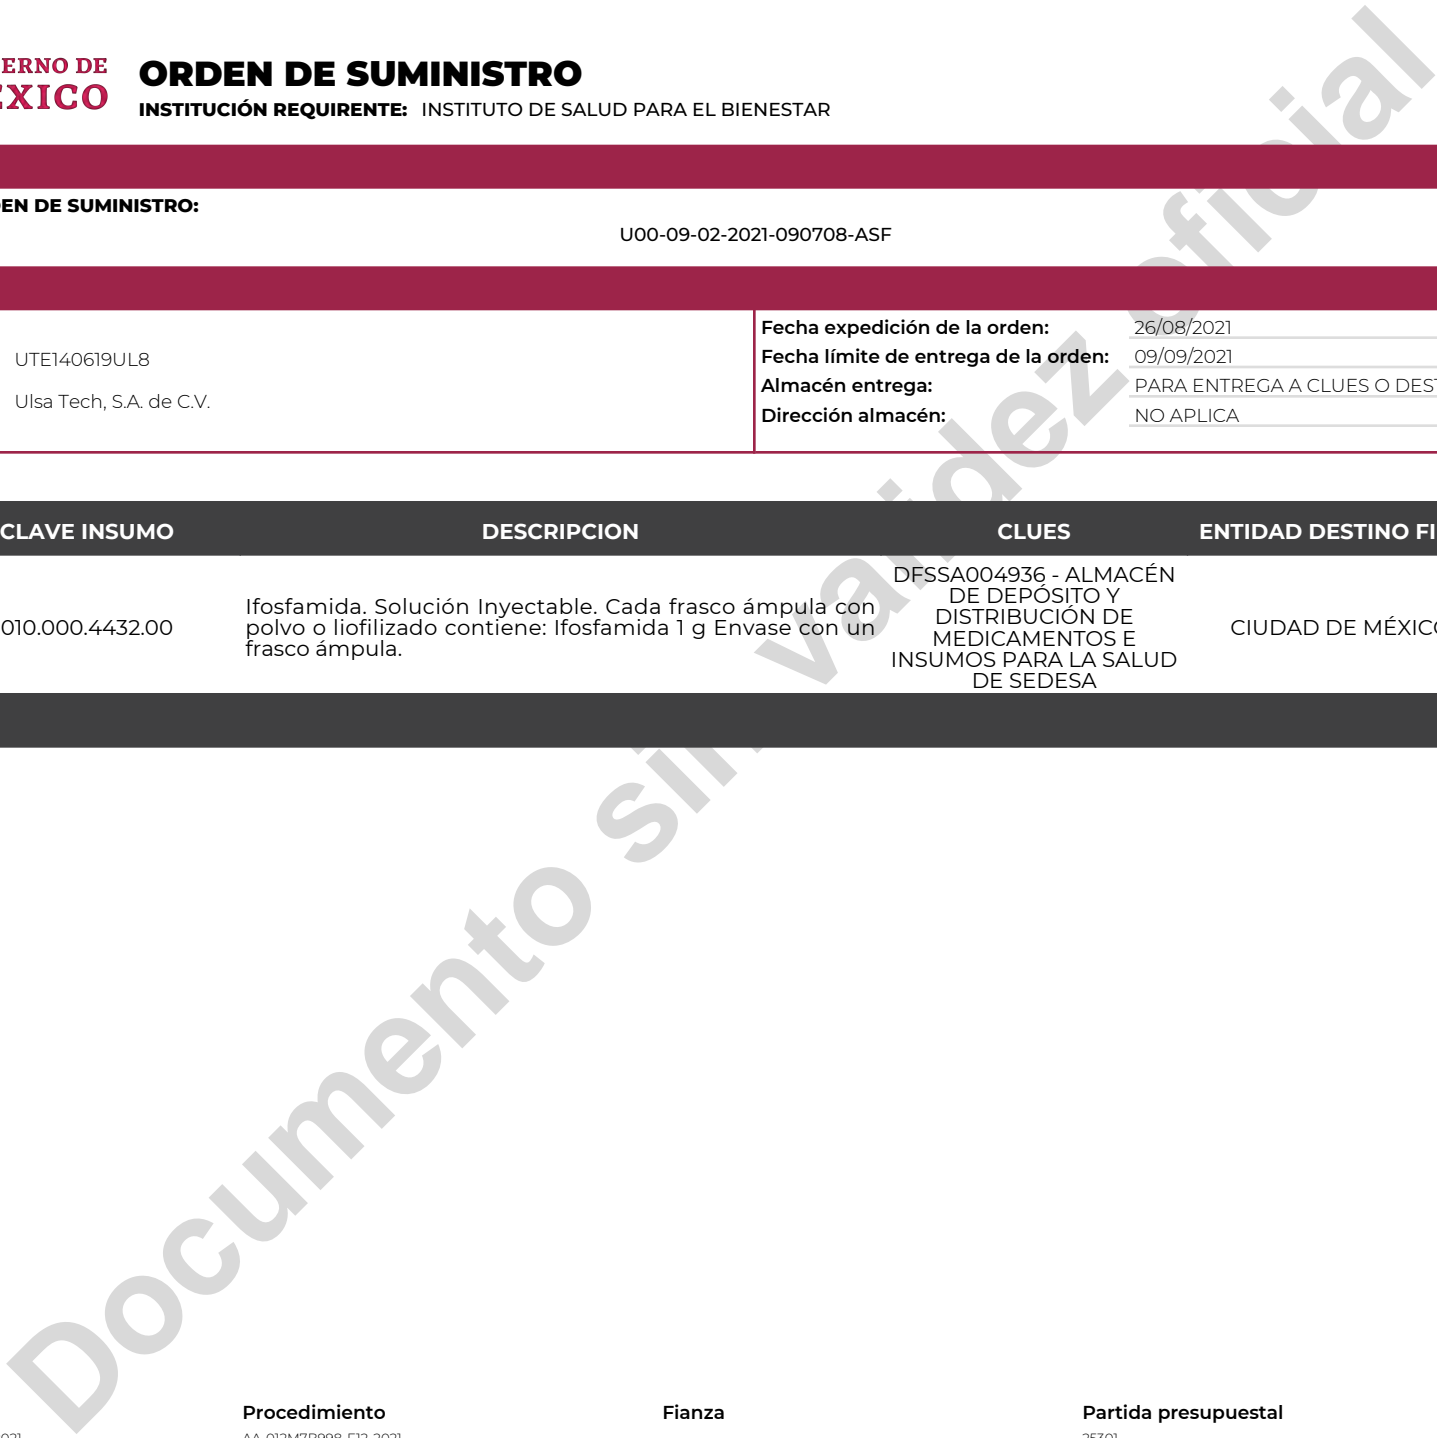 ERNO DE
ÉXICO
ORDEN DE SUMINISTRO
INSTITUCIÓN REQUIRENTE: INSTITUTO DE SALUD PARA EL BIENESTAR
EN DE SUMINISTRO:
U00-09-02-2021-090708-ASF
UTE140619UL8
Ulsa Tech, S.A. de C.V.
Fecha expedición de la orden: 26/08/2021
Fecha límite de entrega de la orden: 09/09/2021
Almacén entrega: PARA ENTREGA A CLUES O DEST
Dirección almacén: NO APLICA
CLAVE INSUMO DESCRIPCION CLUES ENTIDAD DESTINO FI
010.000.4432.00
Ifosfamida. Solución Inyectable. Cada frasco ámpula con
polvo o liofilizado contiene: Ifosfamida 1 g Envase con un
frasco ámpula.
DFSSA004936 - ALMACÉN
DE DEPÓSITO Y
DISTRIBUCIÓN DE
MEDICAMENTOS E
INSUMOS PARA LA SALUD
DE SEDESA
CIUDAD DE MÉXICO
Documento sin validez oficial
Procedimiento Fianza Partida presupuestal